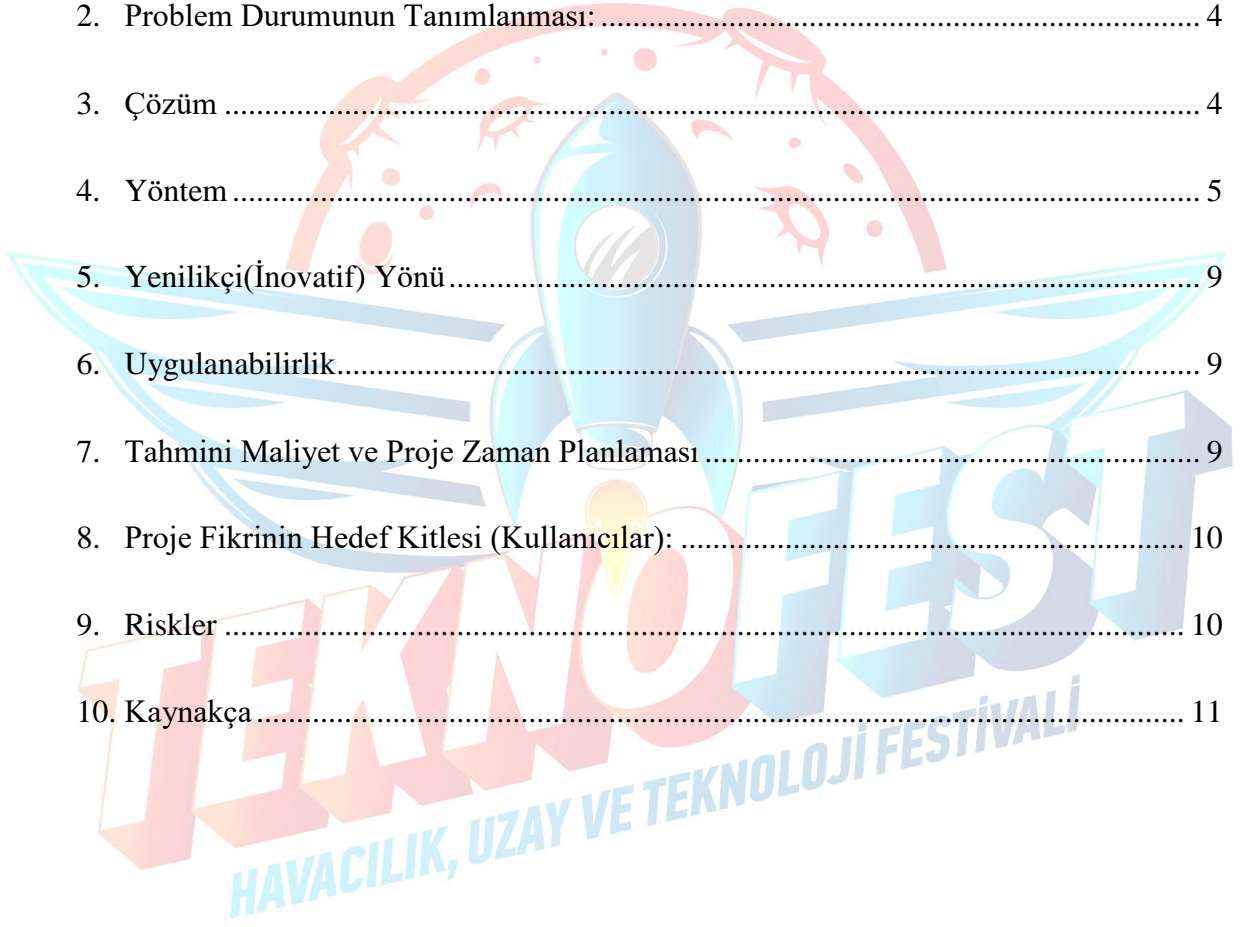 2. Problem Durumunun Tanımlanması: ........................................................................... 4
3. Çözüm ........................................................................................................................ 4
4. Yöntem ....................................................................................................................... 5
5. Yenilikçi(İnovatif) Yönü ............................................................................................ 9
6. Uygulanabilirlik .......................................................................................................... 9
7. Tahmini Maliyet ve Proje Zaman Planlaması ............................................................ 9
8. Proje Fikrinin Hedef Kitlesi (Kullanıcılar): ................................................................ 10
9. Riskler ......................................................................................................................... 10
10. Kaynakça ................................................................................................................... 11
TEKNOFEST
HAVACILIK, UZAY VE TEKNOLOJİ FESTİVALİ